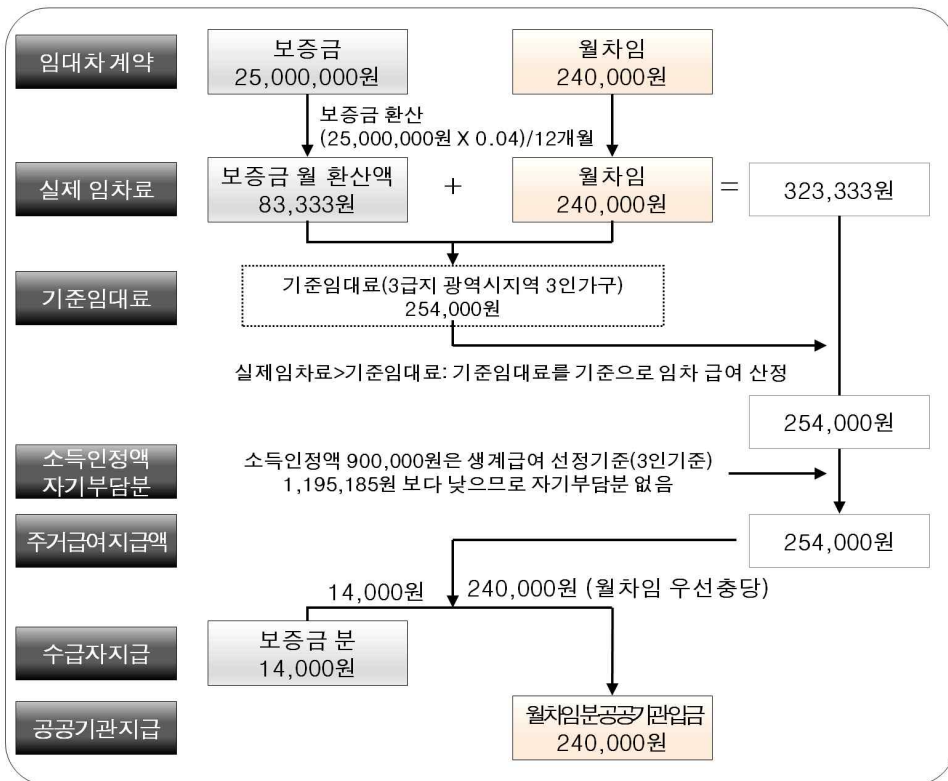 임대차 계약
보증금
25,000,000원
월차임
240,000원
보증금 환산
(25,000,000원 X 0.04)/12개월
실제 임차료
보증금 월 환산액
83,333원
+
월차임
240,000원
=
323,333원
기준임대료
기준임대료(3급지 광역시지역 3인가구)
254,000원
실제임차료>기준임대료: 기준임대료를 기준으로 임차 급여 산정
254,000원
소득인정액
자기부담분
소득인정액 900,000원은 생계급여 선정기준(3인기준)
1,195,185원 보다 낮으므로 자기부담분 없음
주거급여지급액
254,000원
14,000원
240,000원 (월차임 우선충당)
수급자지급
보증금 분
14,000원
공공기관지급
월차임분공공기관입금
240,000원